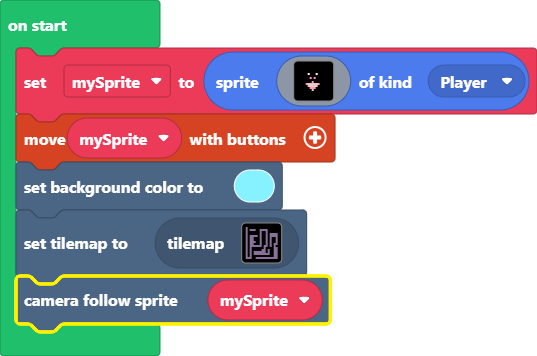 on start
set mySprite to sprite of kind Player
move mySprite with buttons
set background color to
set tilemap to tilemap
camera follow sprite mySprite